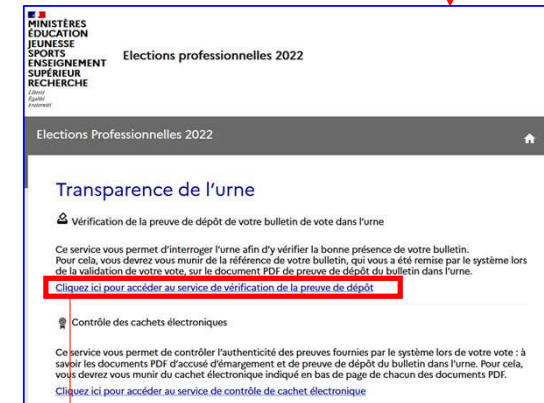 MINISTÈRES
ÉDUCATION
JEUNESSE
SPORTS
ENSEIGNEMENT
SUPÉRIEUR
RECHERCHE
Liberté
Égalité
Fraternité
Elections professionnelles 2022
Elections Professionnelles 2022
Transparence de l'urne
Vérification de la preuve de dépôt de votre bulletin de vote dans l'urne
Ce service vous permet d'interroger l'urne afin d'y vérifier la bonne présence de votre bulletin.
Pour cela, vous devrez vous munir de la référence de votre bulletin, qui vous a été remise par le système lors
de la validation de votre vote, sur le document PDF de preuve de dépôt du bulletin dans l'urne.
Cliquez ici pour accéder au service de vérification de la preuve de dépôt
Contrôle des cachets électroniques
Ce service vous permet de contrôler l'authenticité des preuves fournies par le système lors de votre vote : à
savoir les documents PDF d'accusé d'émargement et de preuve de dépôt du bulletin dans l'urne. Pour cela,
vous devrez vous munir du cachet électronique indiqué en bas de page de chacun des documents PDF.
Cliquez ici pour accéder au service de contrôle de cachet électronique